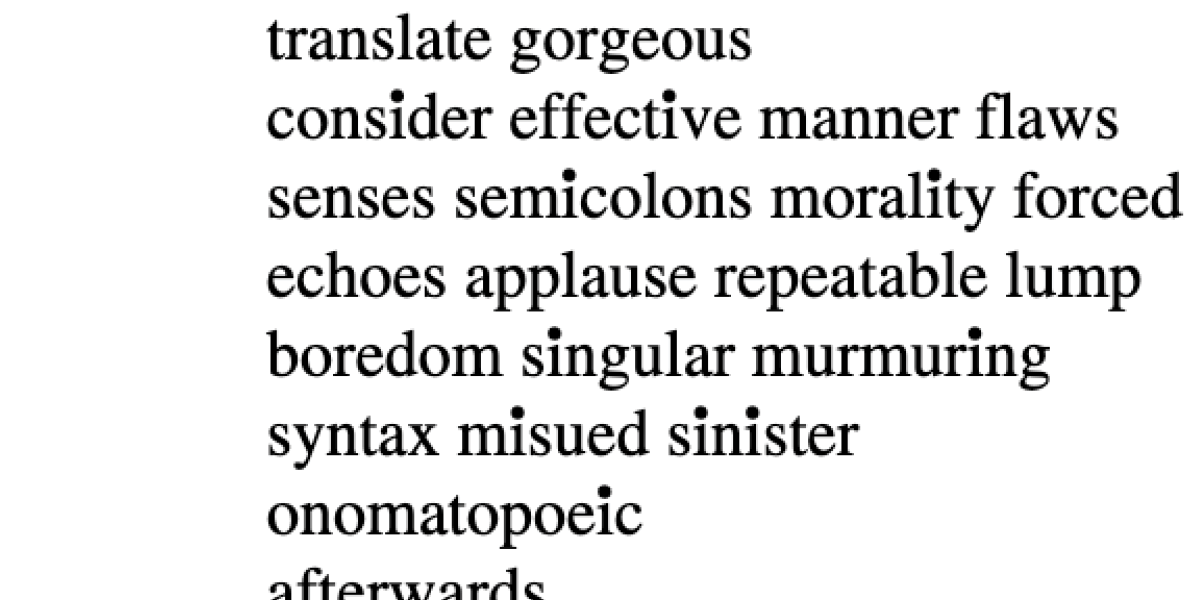 translate gorgeous
consider effective manner flaws
senses semicolons morality forced
echoes applause repeatable lump
boredom singular murmuring
syntax misued sinister
onomatopoeic
afterwards